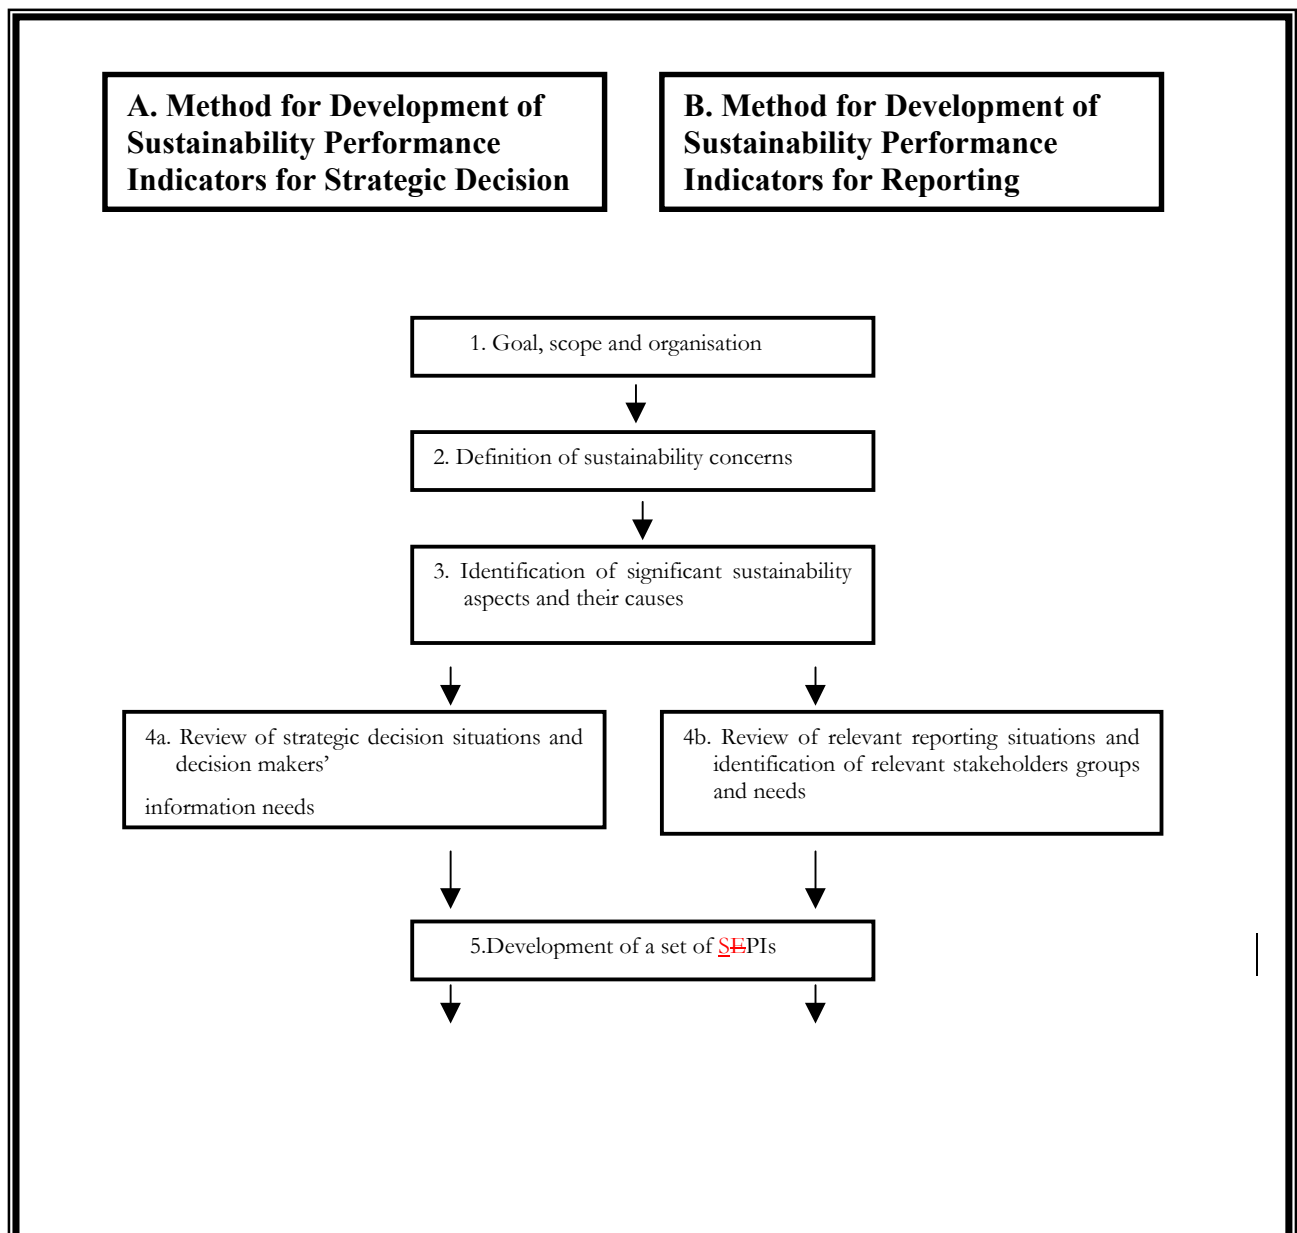 A. Method for Development of
Sustainability Performance
Indicators for Strategic Decision
B. Method for Development of
Sustainability Performance
Indicators for Reporting
1. Goal, scope and organisation
2. Definition of sustainability concerns
3. Identification of significant sustainability
aspects and their causes
4a. Review of strategic decision situations and
decision makers’
information needs
4b. Review of relevant reporting situations and
identification of relevant stakeholders groups
and needs
5.Development of a set of SEPIs